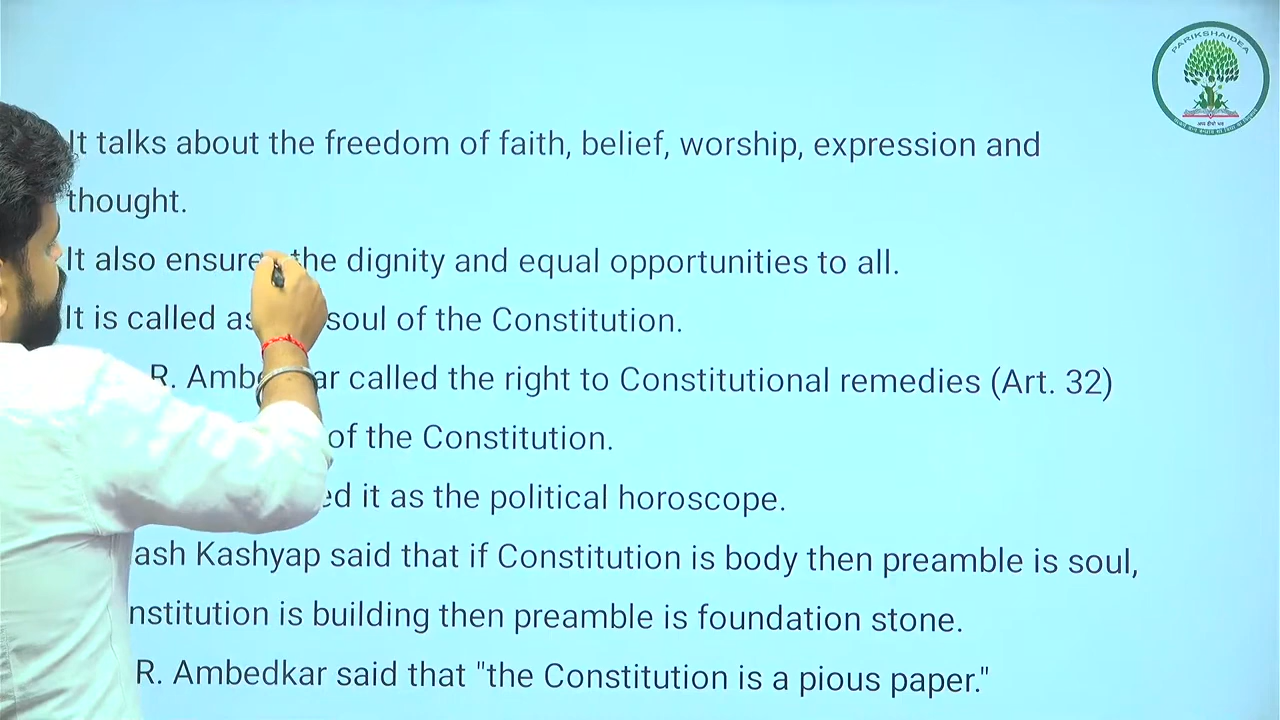 PARIKSHAIDEA
It talks about the freedom of faith, belief, worship, expression and
thought.
It also ensure the dignity and equal opportunities to all.
It is called as soul of the Constitution.
R. Amb ar called the right to Constitutional remedies (Art. 32)
of the Constitution.
ed it as the political horoscope.
ash Kashyap said that if Constitution is body then preamble is soul,
nstitution is building then preamble is foundation stone.
R. Ambedkar said that "the Constitution is a pious paper."